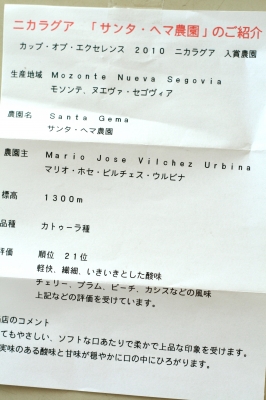 ニカラグア 「サンタ・ヘマ農園」のご紹介
カップ・オブ・エクセレンス 2010 ニカラグア 入賞農園
生産地域 Mozonte Nueva Segovia
モソンテ、ヌエヴァ・セゴヴィア
農園名 Santa Gema
サンタ・ヘマ農園
農園主 Mario Jose Vilchez Urbina
マリオ・ホセ・ビルチェス・ウルビナ
標高 1300m
品種 カトゥーラ種
評価 順位 21位
軽快、繊細、いきいきとした酸味
チェリー、プラム、ピーチ、カシスなどの風味
上記などの評価を受けています。
店のコメント
てもやさしい、ソフトな口あたりで柔かで上品な印象を受けます。
実味のある酸味と甘味が穏やかに口の中にひろがります。